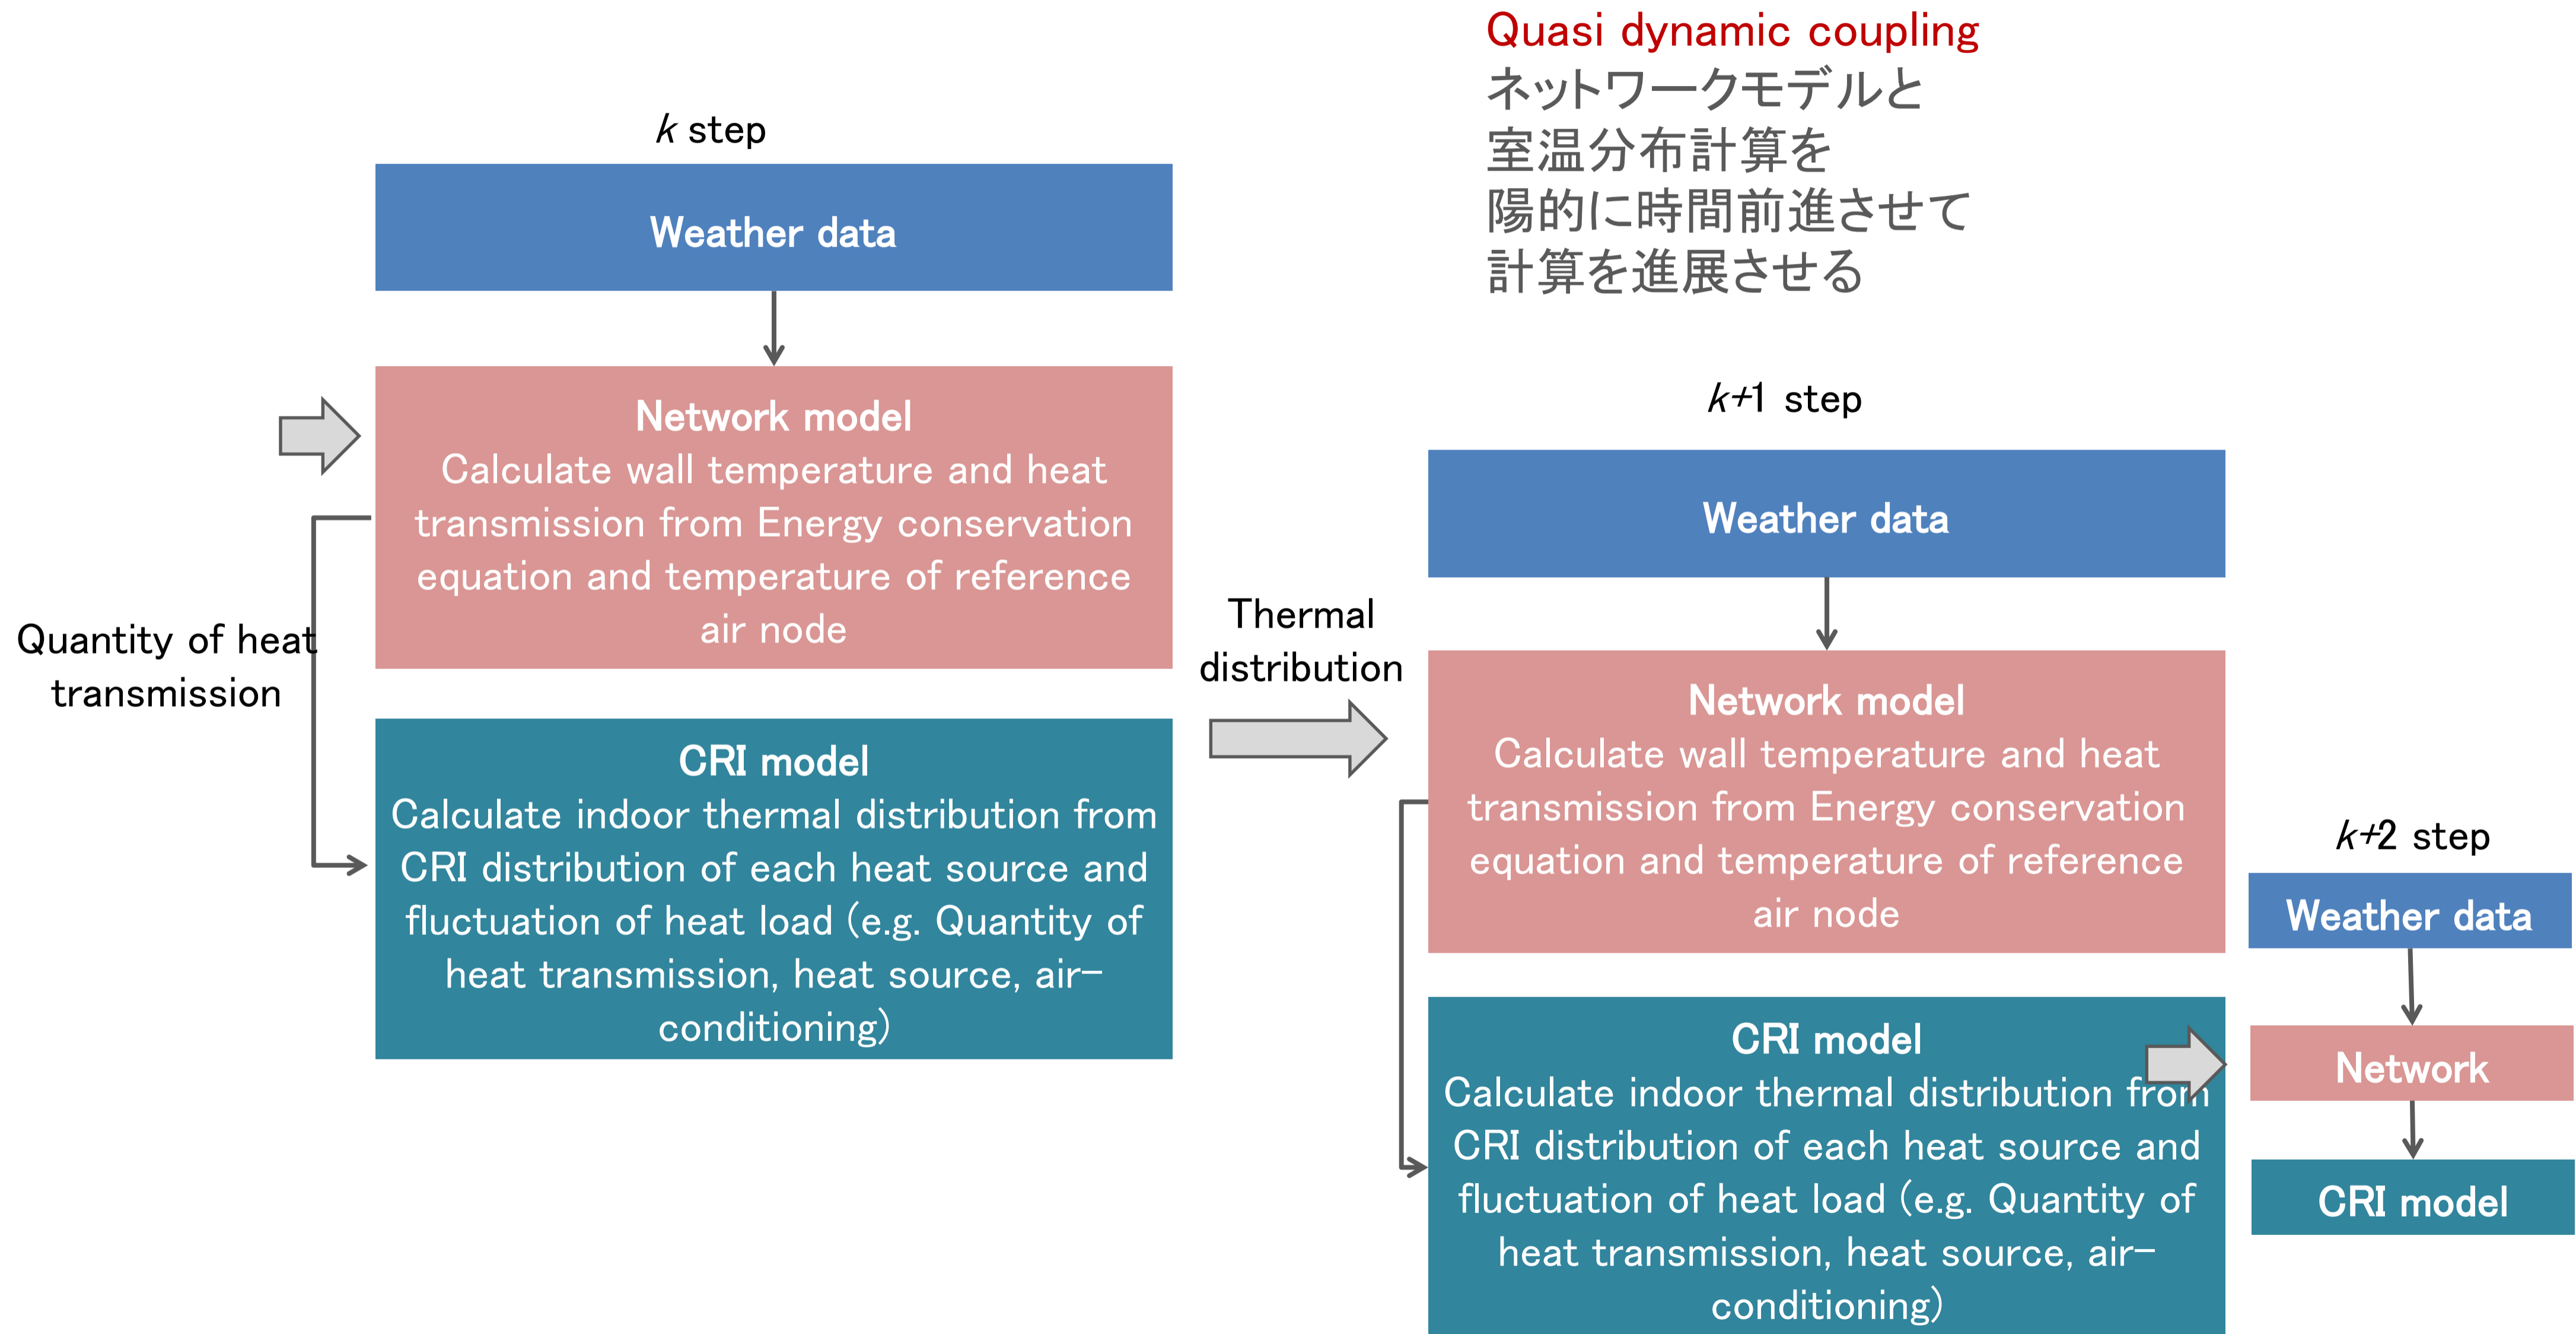 Quasi dynamic coupling
ネットワークモデルと
室温分布計算を
陽的に時間前進させて
計算を進展させる
k step
Weather data
Network model
Calculate wall temperature and heat
transmission from Energy conservation
equation and temperature of reference
air node
Quantity of heat
transmission
CRI model
Calculate indoor thermal distribution from
CRI distribution of each heat source and
fluctuation of heat load (e.g. Quantity of
heat transmission, heat source, air-
conditioning)
Thermal
distribution
k+1 step
Weather data
Network model
Calculate wall temperature and heat
transmission from Energy conservation
equation and temperature of reference
air node
CRI model
Calculate indoor thermal distribution from
CRI distribution of each heat source and
fluctuation of heat load (e.g. Quantity of
heat transmission, heat source, air-
conditioning)
k+2 step
Weather data
Network
CRI model